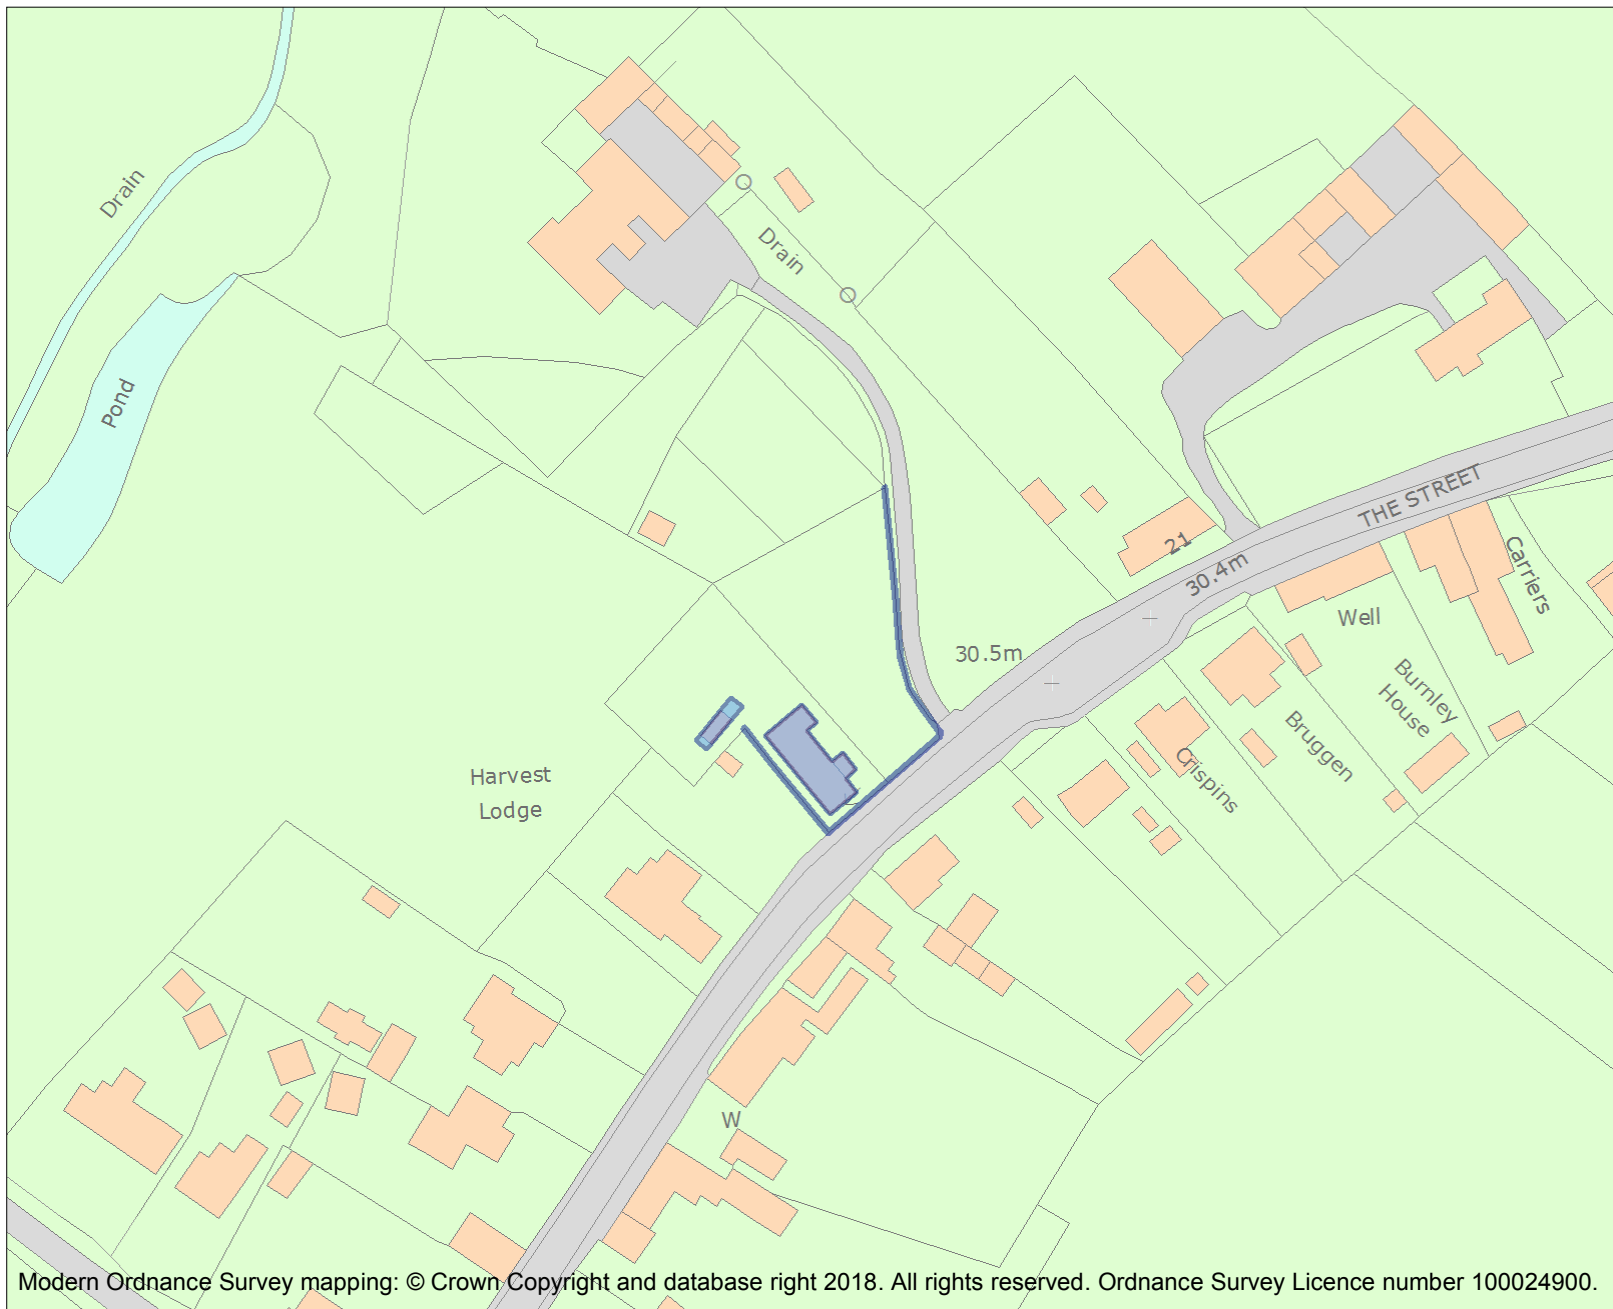 Drain
Drain
Pond
THE STREET
21
30.4m
Carriers
Well
30.5m
Burnley
House
Bruggen
Crispins
Harvest
Lodge
W
Modern Ordnance Survey mapping: © Crown Copyright and database right 2018. All rights reserved. Ordnance Survey Licence number 100024900.